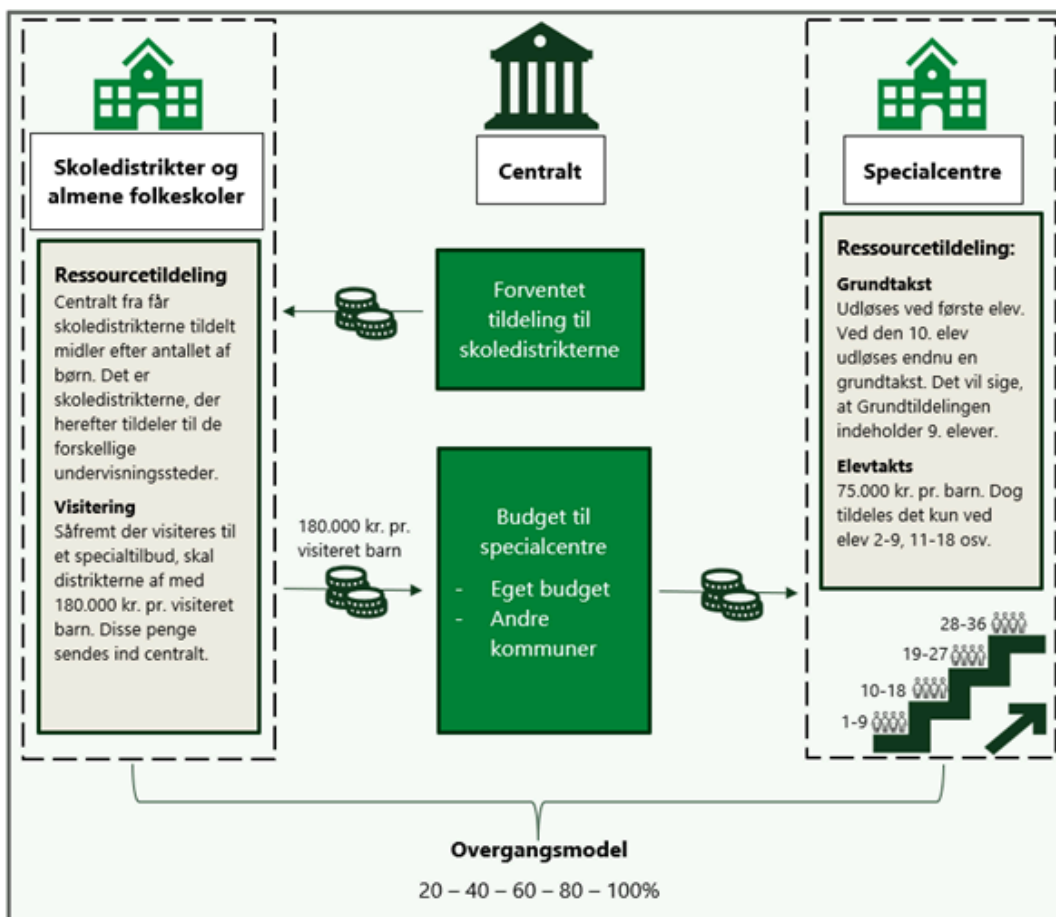 Skoledistrikter og
almene folkeskoler
Ressourcetildeling
Centralt fra får
skoledistrikterne tildelt
midler efter antallet af
børn. Det er
skoledistrikterne, der
herefter tildeler til de
forskellige
undervisningssteder.
Visitering
Såfremt der visiteres til
et specialtilbud, skal
distrikterne af med
180.000 kr. pr. visiteret
barn. Disse penge
sendes ind centralt.
180.000 kr. pr.
visiteret barn
Centralt
Forventet
tildeling til
skoledistrikterne
Budget til
specialcentre
- Eget budget
- Andre
kommuner
Specialcentre
Ressourcetildeling:
Grundtakst
Udløses ved første elev.
Ved den 10. elev
udløses endnu en
grundtakst. Det vil sige,
at Grundtildelingen
indeholder 9. elever.
Elevtakts
75.000 kr. pr. barn. Dog
tildeles det kun ved
elev 2-9, 11-18 osv.
28-36
19-27
10-18
1-9
Overgangsmodel
20 – 40 – 60 – 80 – 100%